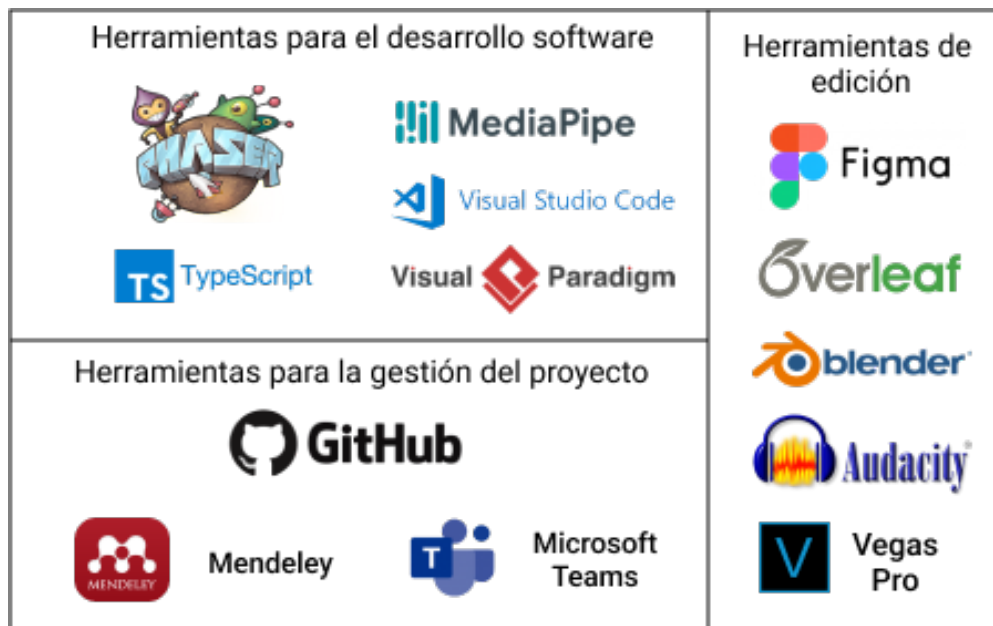 Herramientas para el desarrollo software
PHASER
MediaPipe
Visual Studio Code
TS TypeScript
Visual Paradigm
Herramientas para la gestión del proyecto
GitHub
MENDELEY
Mendeley
T
Microsoft
Teams
Herramientas de
edición
Figma
Overleaf
blender
Audacity®
V
Vegas
Pro